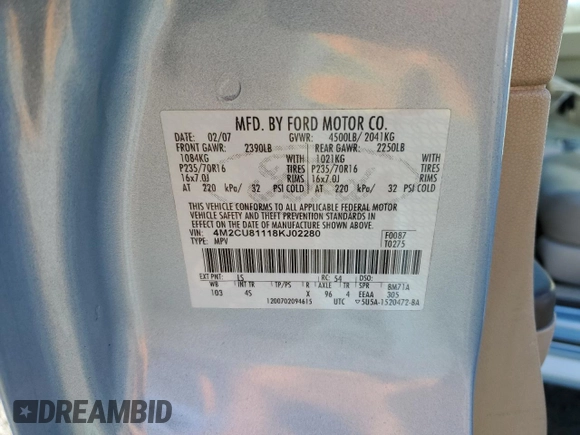 MFD. BY FORD MOTOR CO.
DATE: 02/07 GVWR: 4500LB/ 2041KG
FRONT GAWR: 2390LB REAR GAWR: 2250LB
1084KG WITH 1021KG WITH
P235/70R16 TIRES P235/70R16 TIRES
16x7.0J RIMS 16x7.0J RIMS
AT 220 kPa/ 32 PSI COLD AT 220 kPa/ 32 PSI COLD
THIS VEHICLE CONFORMS TO ALL APPLICABLE FEDERAL MOTOR
VEHICLE SAFETY AND THEFT PREVENTION STANDARDS IN
EFFECT ON THE DATE OF MANUFACTURE SHOWN ABOVE.
VIN: 4M2CU81118KJ02280 F0087
TYPE: MPV T0275
EXT PNT: LS RC: 54 DSO:
WB INT TR TP/PS R AXLE TR SPR BM71A
103 45 X 96 4 EEAA 305
1200702094615 UTC 5U5A-1520472-BA
DREAMBID